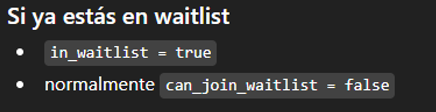 Si ya estás en waitlist
in_waitlist = true
normalmente can_join_waitlist = false